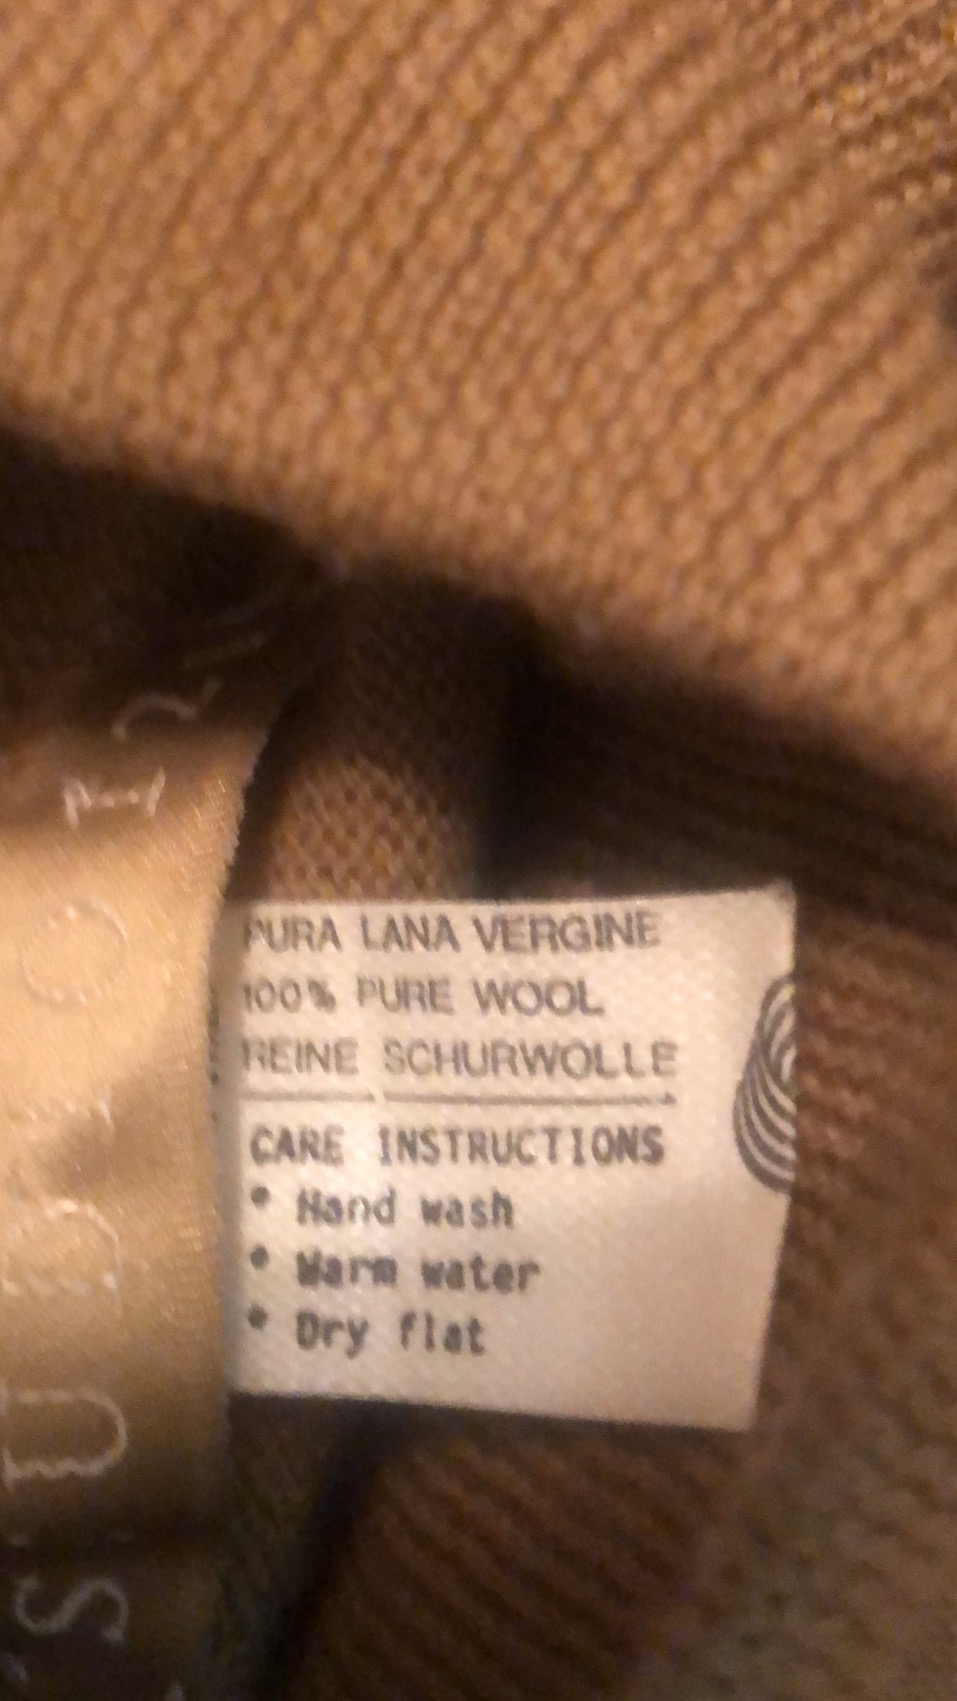 PURA LANA VERGINE
100% PURE WOOL
REINE SCHURWOLLE
CARE INSTRUCTIONS
• Hand wash
• Warm water
• Dry flat